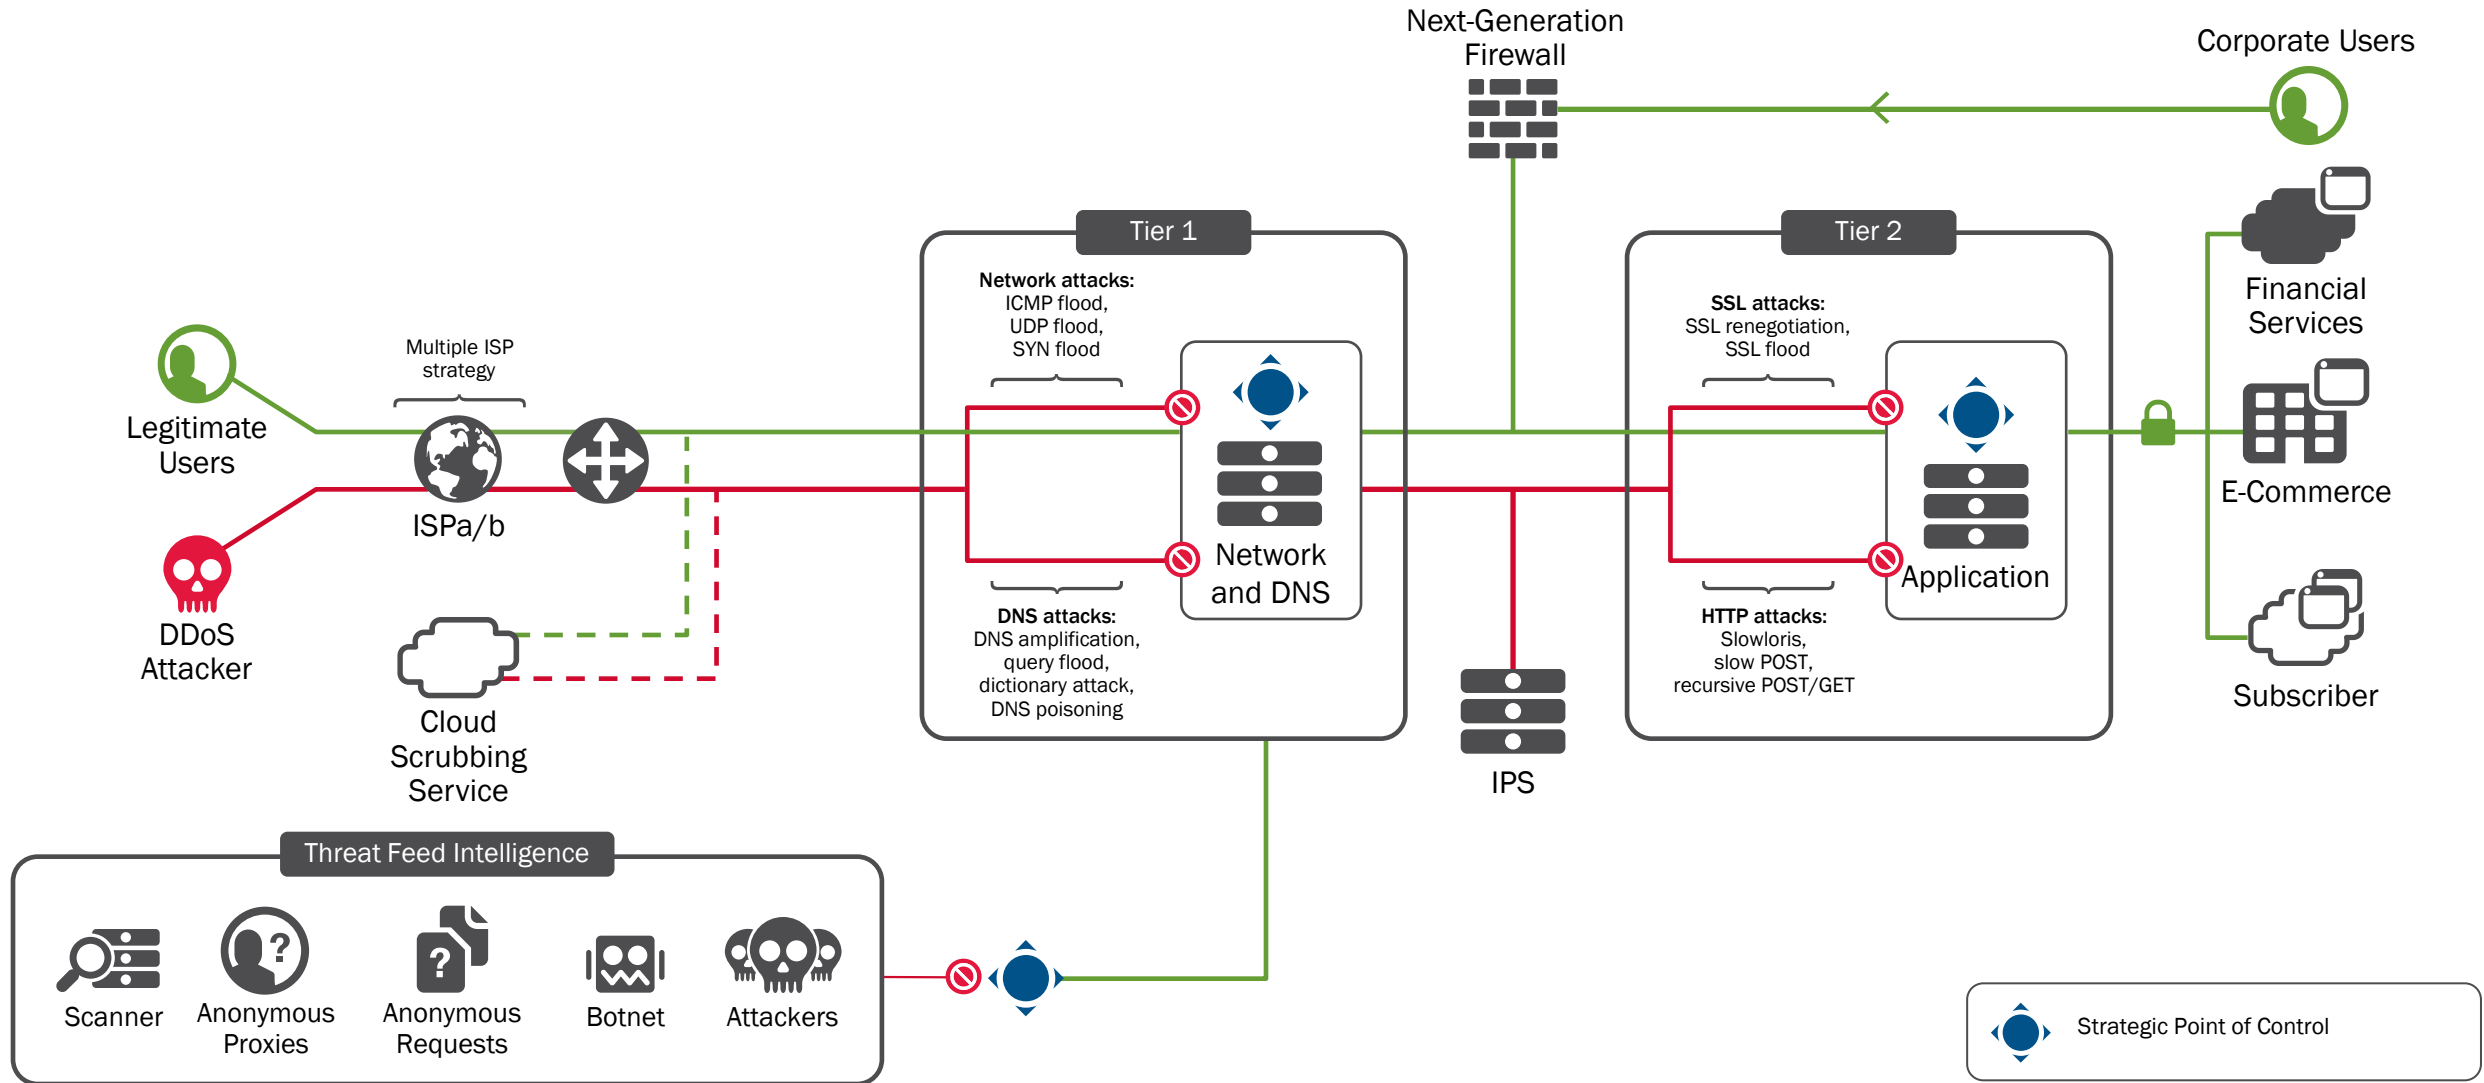 Next-Generation
Firewall
Corporate Users
Tier 1
Tier 2
Network attacks:
ICMP flood,
UDP flood,
SYN flood
SSL attacks:
SSL renegotiation,
SSL flood
Financial
Services
Multiple ISP
strategy
Legitimate
Users
ISPa/b
E-Commerce
Network
and DNS
Application
DNS attacks:
DNS amplification,
query flood,
dictionary attack,
DNS poisoning
HTTP attacks:
Slowloris,
slow POST,
recursive POST/GET
DDoS
Attacker
Subscriber
Cloud
Scrubbing
Service
IPS
Threat Feed Intelligence
?
?
Scanner
Anonymous
Proxies
Anonymous
Requests
Botnet
Attackers
Strategic Point of Control